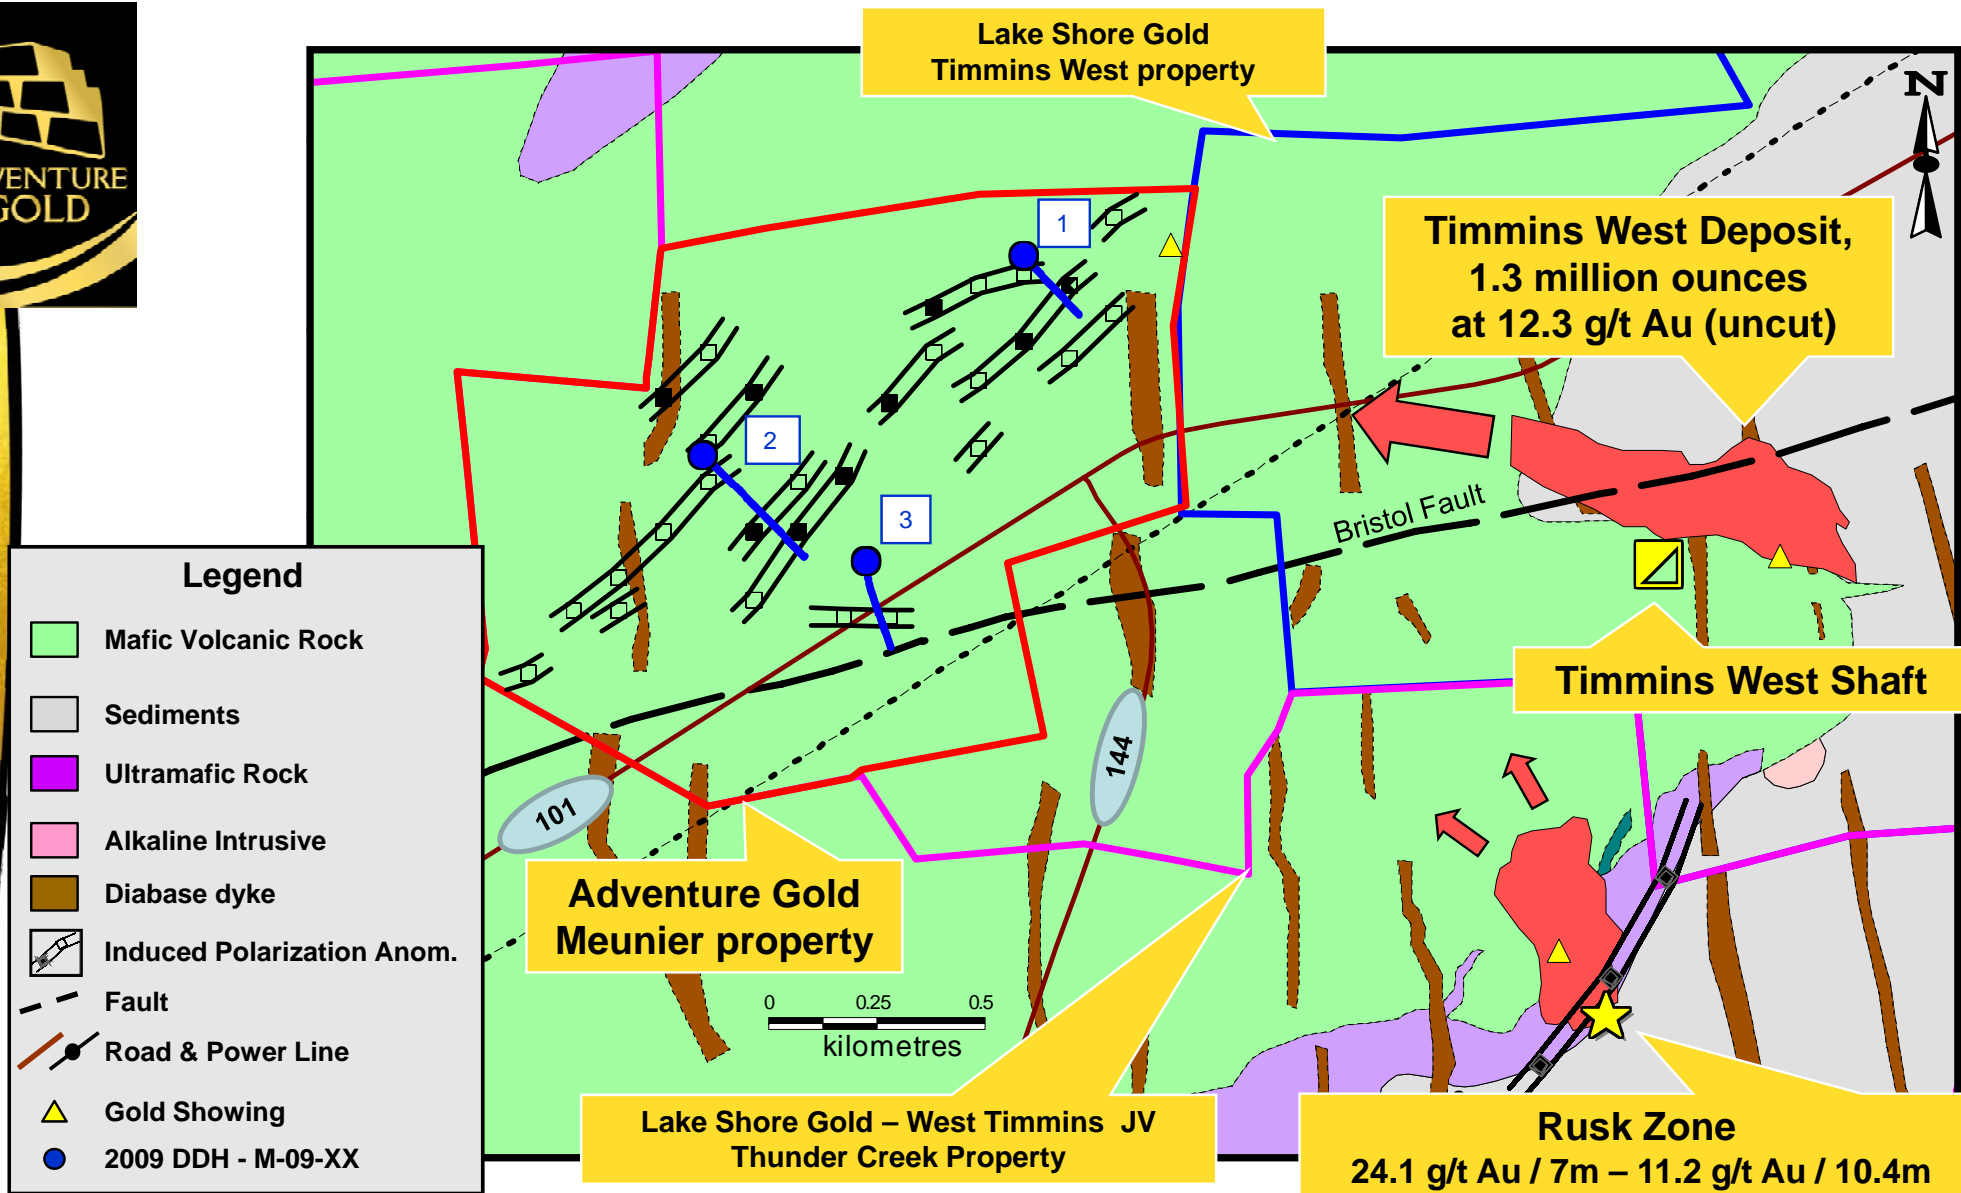 VENTURE
GOLD
Lake Shore Gold
Timmins West property
N
Timmins West Deposit,
1.3 million ounces
at 12.3 g/t Au (uncut)
1
2
3
Bristol Fault
Timmins West Shaft
144
101
Adventure Gold
Meunier property
0 0.25 0.5
kilometres
Lake Shore Gold – West Timmins JV
Thunder Creek Property
Rusk Zone
24.1 g/t Au / 7m – 11.2 g/t Au / 10.4m
Legend
Mafic Volcanic Rock
Sediments
Ultramafic Rock
Alkaline Intrusive
Diabase dyke
Induced Polarization Anom.
Fault
Road & Power Line
Gold Showing
2009 DDH - M-09-XX